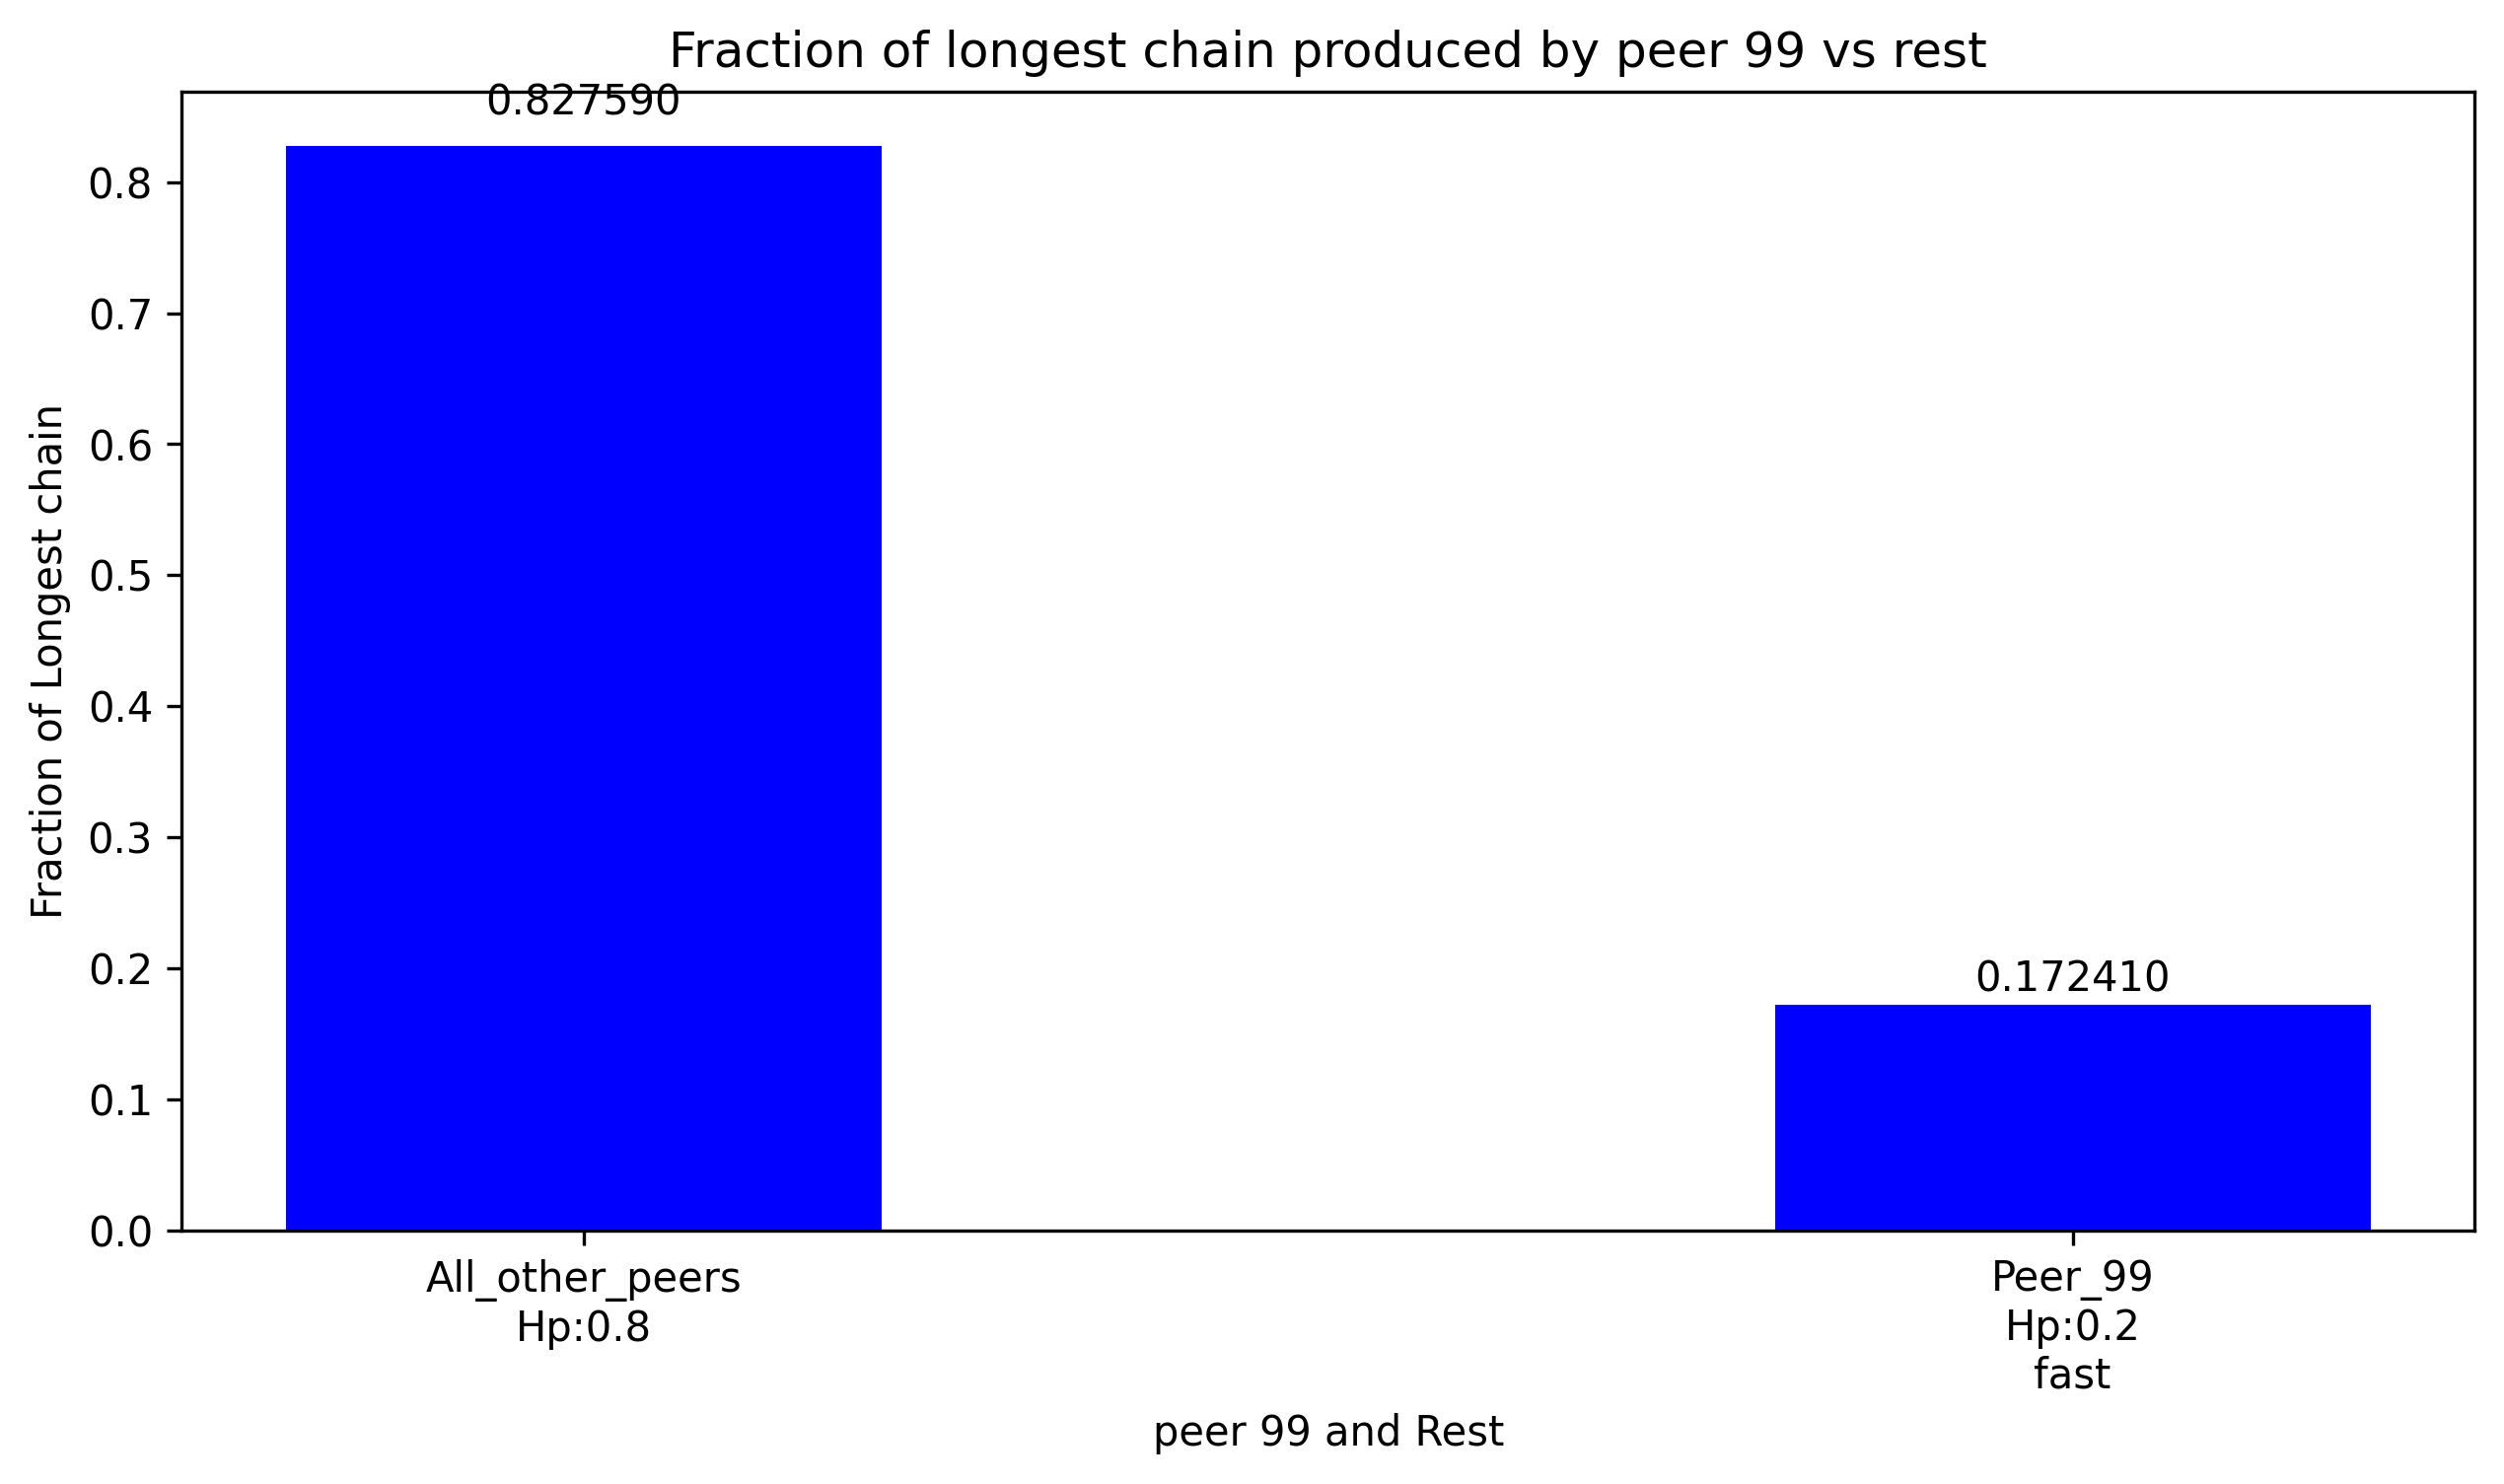 Fraction of longest chain produced by peer 99 vs rest
0.827590
0.8
0.7
0.6
0.5
0.4
0.3
0.2
0.1
0.0
Fraction of Longest chain
0.172410
All_other_peers
Hp:0.8
Peer_99
Hp:0.2
fast
peer 99 and Rest